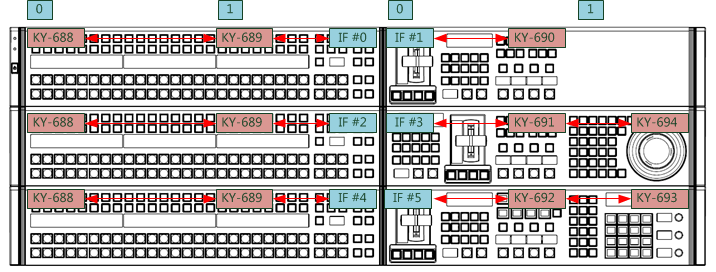 0 1 0 1
KY-688 KY-689 IF #0 IF #1 KY-690
KY-688 KY-689 IF #2 IF #3 KY-691 KY-694
KY-688 KY-689 IF #4 IF #5 KY-692 KY-693